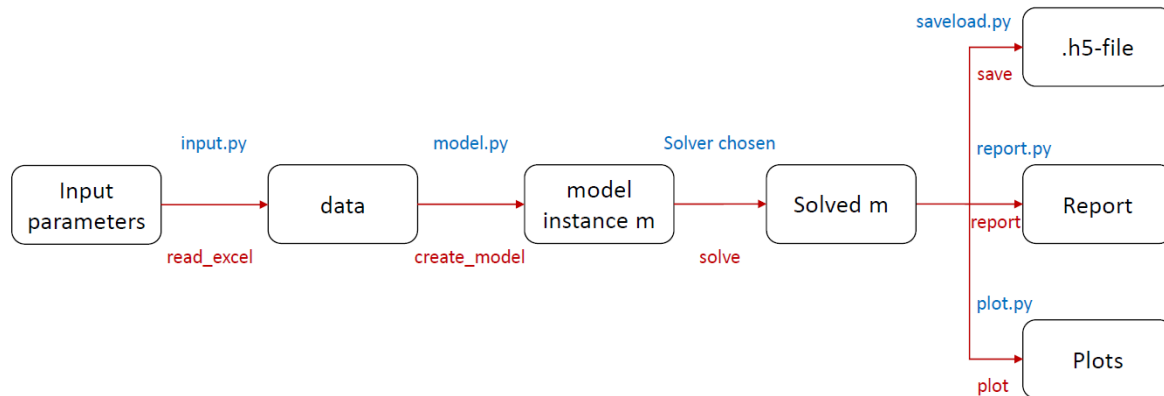 saveload.py
.h5-file
save
input.py
model.py
Solver chosen
report.py
Input
parameters
data
model
instance m
Solved m
Report
read_excel
create_model
solve
report
plot.py
Plots
plot